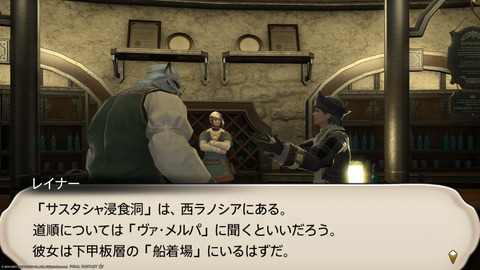 レイナー
「サスタシャ浸食洞」は、西ラノシアにある。
道順については「ヴァ・メルパ」に聞くといいだろう。
彼女は下甲板層の「船着場」にいるはずだ。